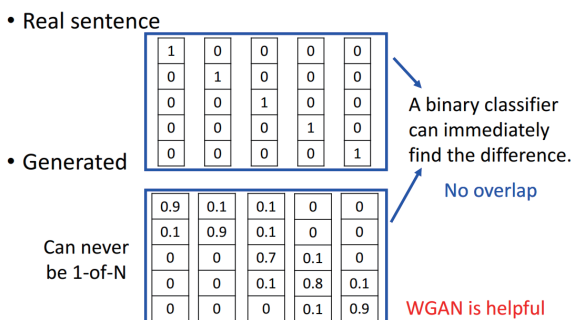 • Real sentence
1 0 0 0 0
0 1 0 0 0
0 0 1 0 0
0 0 0 1 0
0 0 0 0 1
A binary classifier
can immediately
find the difference.
No overlap
• Generated
Can never
be 1-of-N
0.9 0.1 0.1 0 0
0.1 0.9 0.1 0 0
0 0 0.7 0.1 0
0 0 0.1 0.8 0.1
0 0 0 0.1 0.9
WGAN is helpful